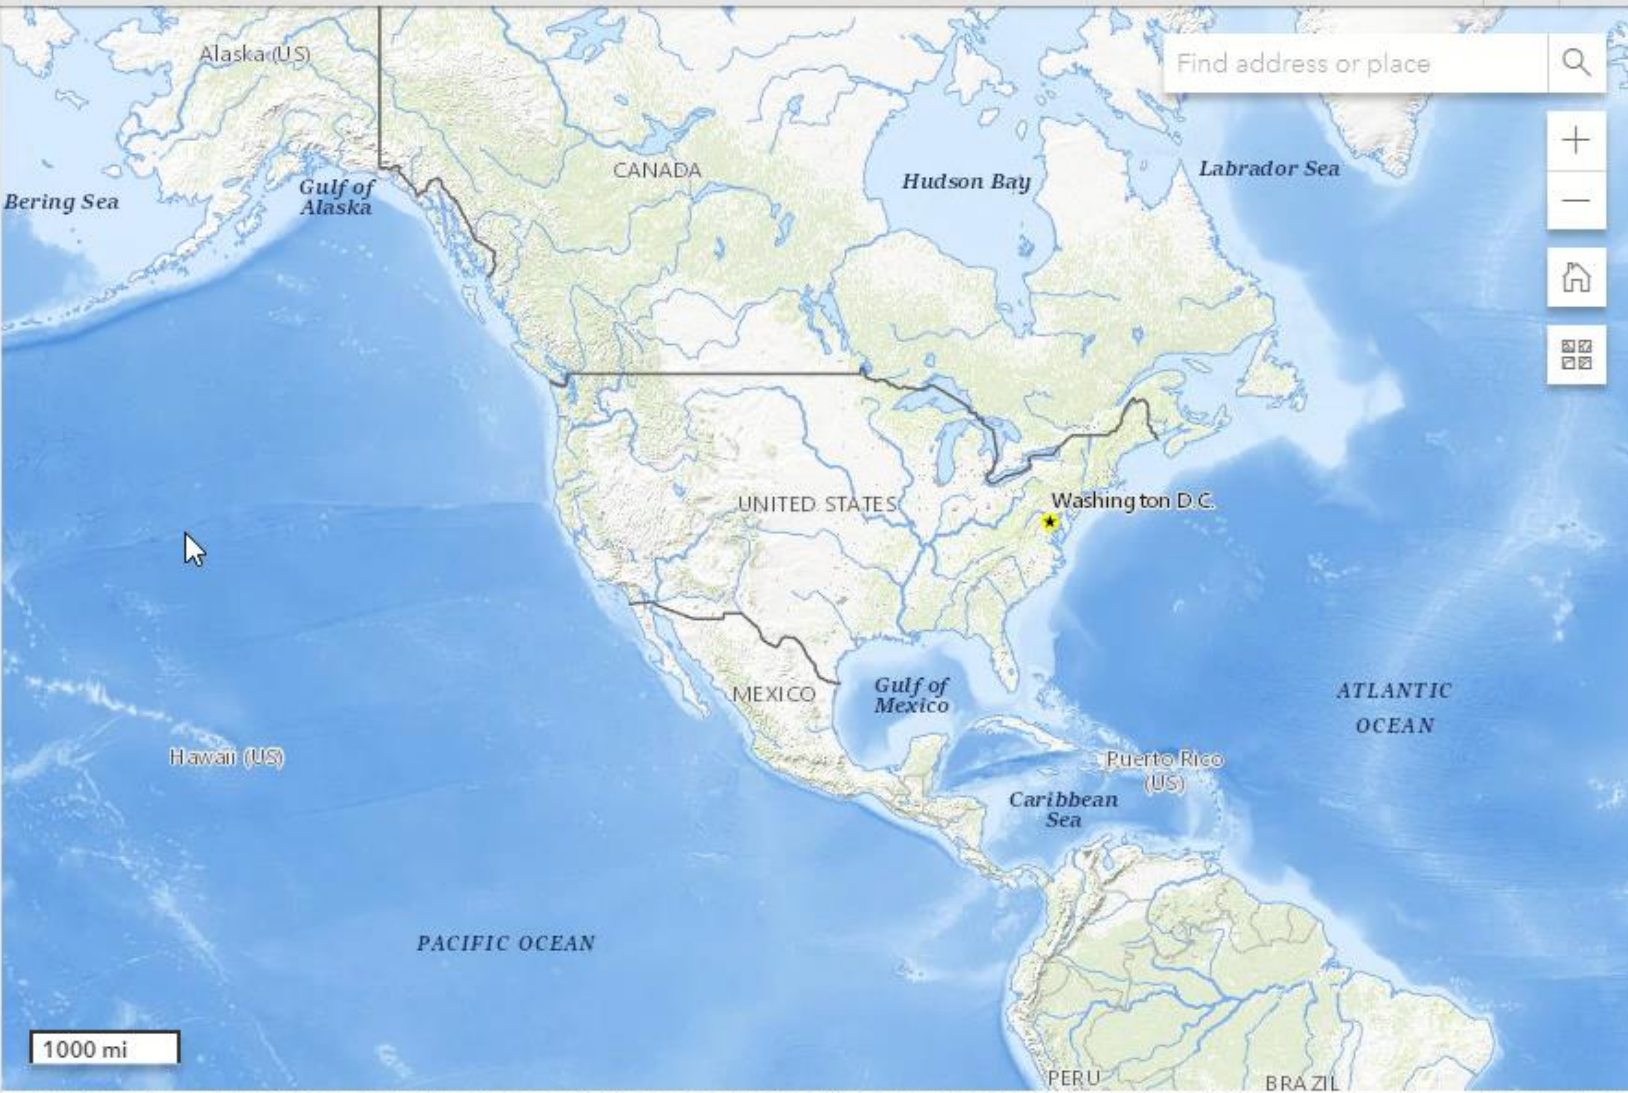 Alaska (US)
Find address or place
CANADA
Labrador Sea
Hudson Bay
Bering Sea
Gulf of
Alaska
UNITED STATES
Washington D.C.
MEXICO
Gulf of
Mexico
ATLANTIC
OCEAN
Hawaii (US)
Puerto Rico
(US)
Caribbean
Sea
PACIFIC OCEAN
1000 mi
PERU
BRAZIL